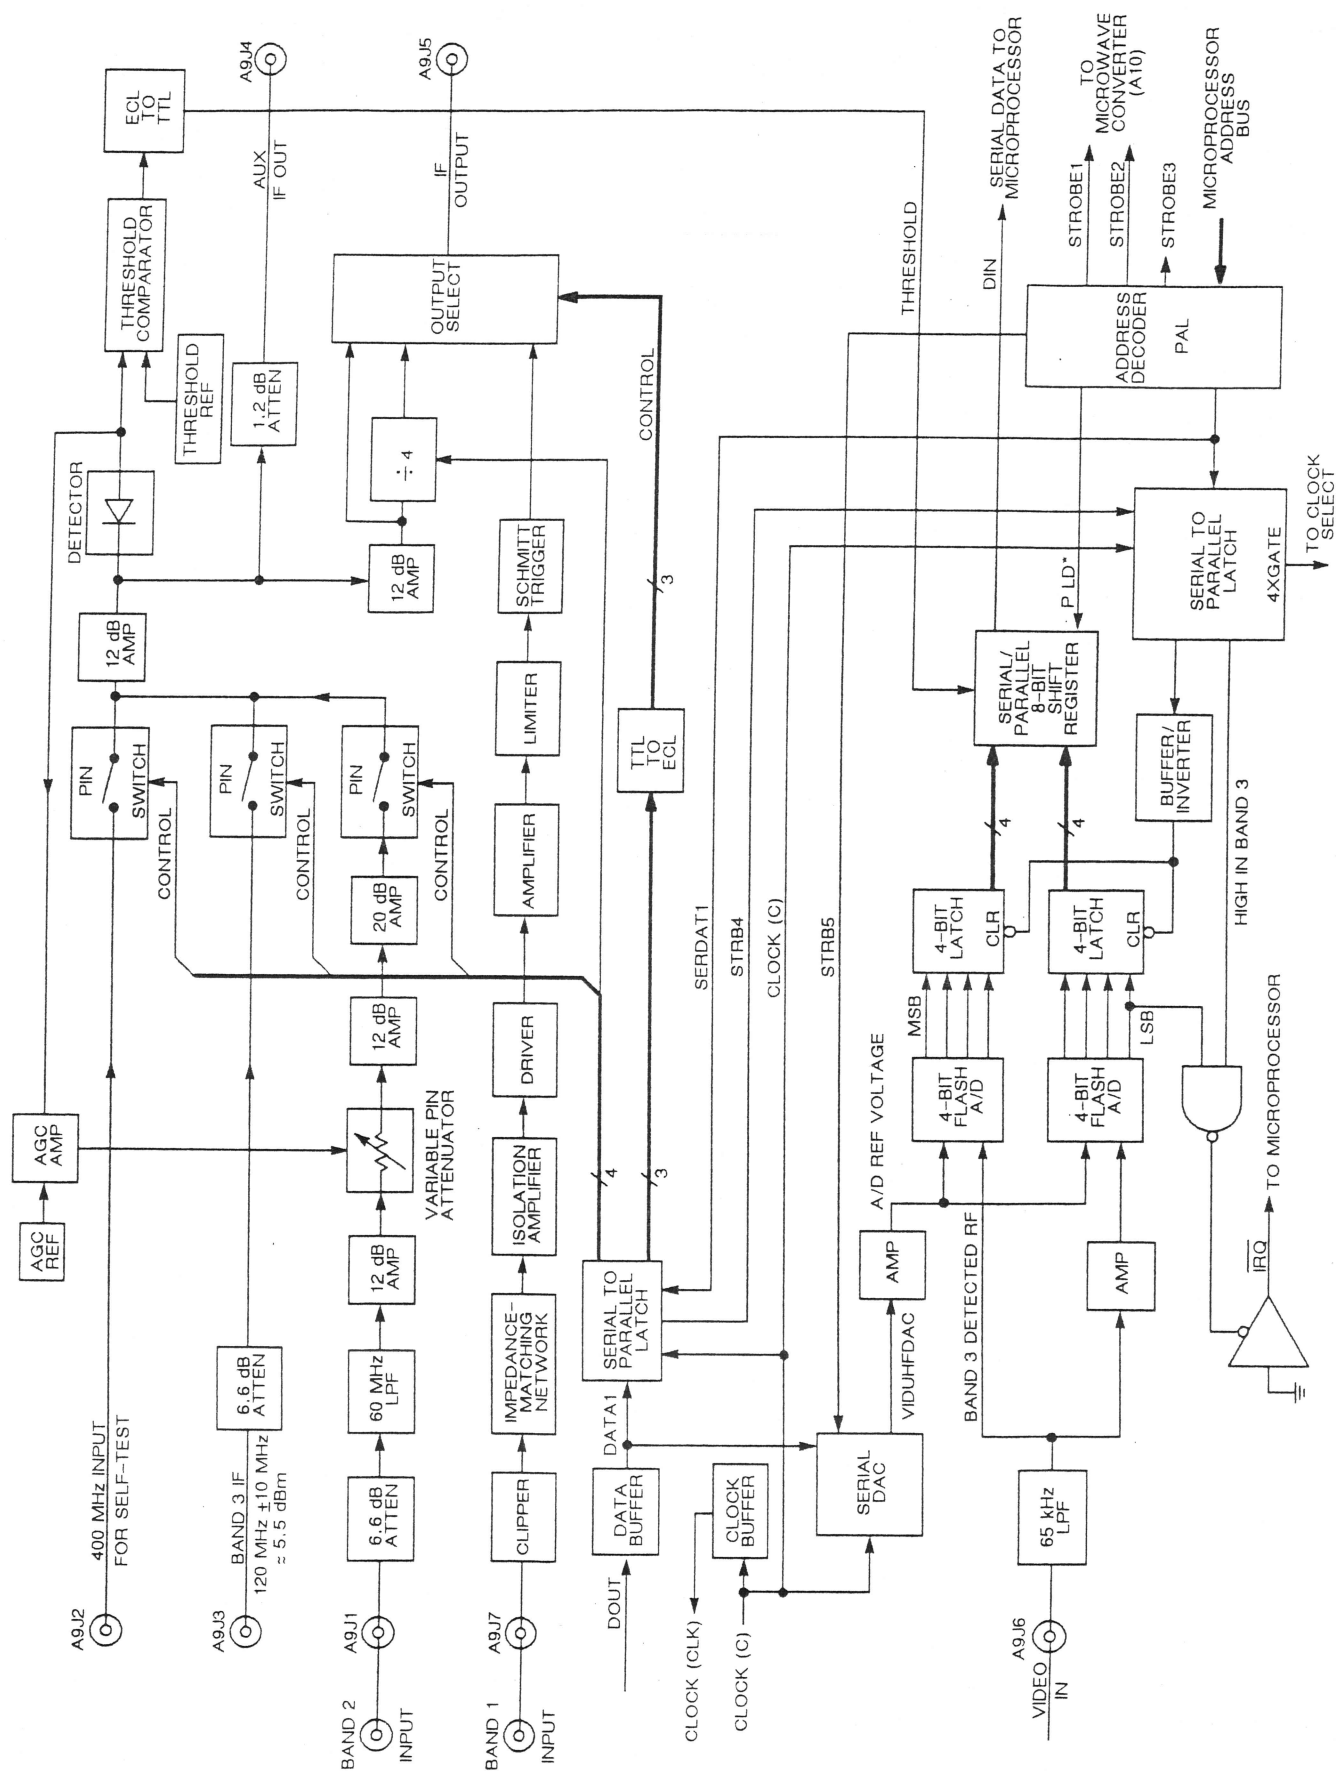 A9J2
400 MHz INPUT
FOR SELF-TEST
A9J3
BAND 3 IF
120 MHz ±10 MHz
≈ 5.5 dBm
6.6 dB
ATTEN
BAND 2
INPUT
A9J1
6.6 dB
ATTEN
60 MHz
LPF
12 dB
AMP
VARIABLE PIN
ATTENUATOR
12 dB
AMP
20 dB
AMP
AGC
REF
AGC
AMP
PIN
SWITCH
CONTROL
PIN
SWITCH
CONTROL
PIN
SWITCH
CONTROL
12 dB
AMP
DETECTOR
THRESHOLD
COMPARATOR
THRESHOLD
REF
ECL
TO
TTL
1.2 dB
ATTEN
AUX
IF OUT
A9J4
12 dB
AMP
÷ 4
OUTPUT
SELECT
IF
OUTPUT
A9J5
BAND 1
INPUT
A9J7
CLIPPER
IMPEDANCE-
MATCHING
NETWORK
ISOLATION
AMPLIFIER
DRIVER
AMPLIFIER
LIMITER
SCHMITT
TRIGGER
DOUT
DATA
BUFFER
DATA1
SERIAL TO
PARALLEL
LATCH
4
3
TTL
TO
ECL
3
CONTROL
CLOCK (CLK)
CLOCK (C)
CLOCK
BUFFER
SERDAT1
STRB4
CLOCK (C)
STRB5
SERIAL
DAC
VIDUHFDAC
AMP
A/D REF VOLTAGE
BAND 3 DETECTED RF
VIDEO
IN
A9J6
65 kHz
LPF
AMP
4-BIT
FLASH
A/D
MSB
4-BIT
LATCH
CLR
4
4-BIT
FLASH
A/D
LSB
4-BIT
LATCH
CLR
4
SERIAL/
PARALLEL
8-BIT
SHIFT
REGISTER
THRESHOLD
DIN
SERIAL DATA TO
MICROPROCESSOR
P LD*
ADDRESS
DECODER
PAL
STROBE1
STROBE2
STROBE3
TO
MICROWAVE
CONVERTER
(A10)
MICROPROCESSOR
ADDRESS
BUS
BUFFER/
INVERTER
SERIAL TO
PARALLEL
LATCH
4XGATE
TO CLOCK
SELECT
HIGH IN BAND 3
IRQ
TO MICROPROCESSOR